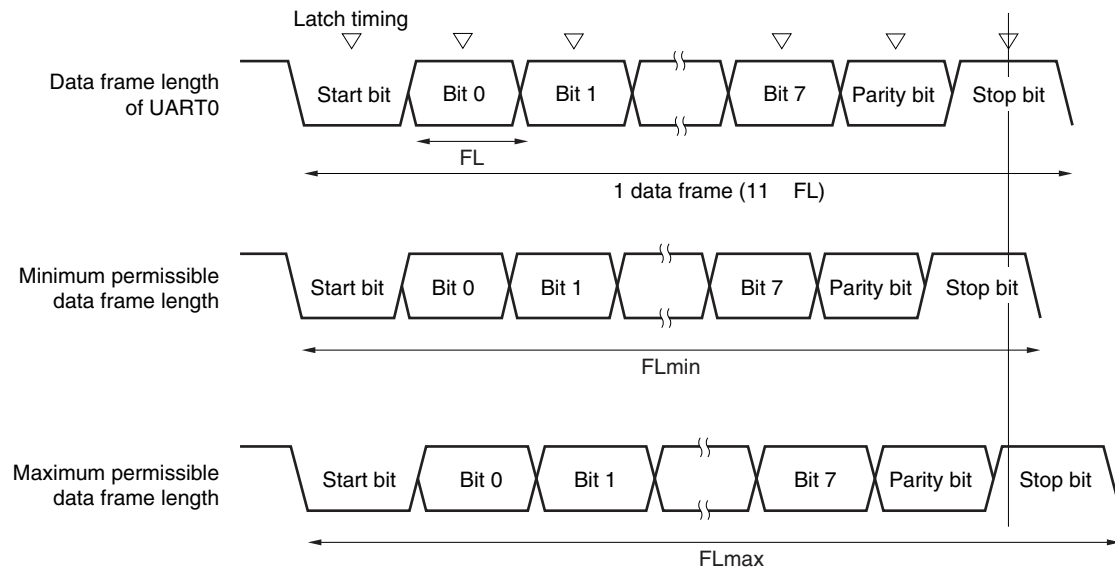 Latch timing
Data frame length
of UART0
Start bit
Bit 0
Bit 1
Bit 7
Parity bit
Stop bit
FL
1 data frame (11 FL)
Minimum permissible
data frame length
Start bit
Bit 0
Bit 1
Bit 7
Parity bit
Stop bit
FLmin
Maximum permissible
data frame length
Start bit
Bit 0
Bit 1
Bit 7
Parity bit
Stop bit
FLmax